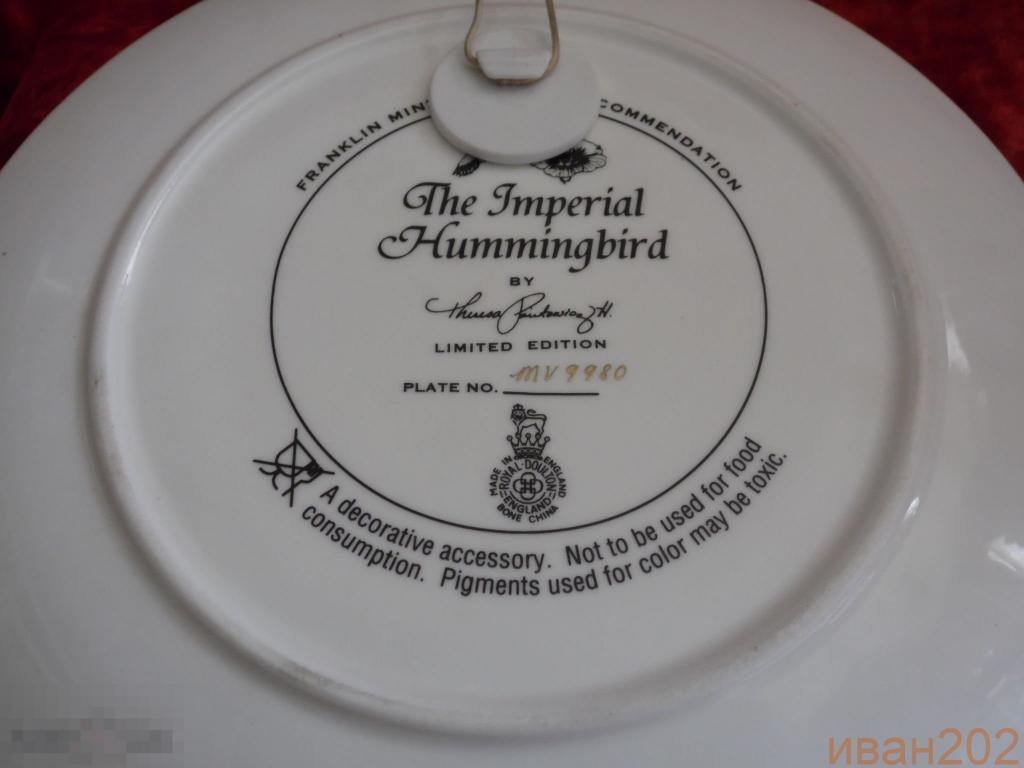 FRANKLIN MIN
COMMENDATION
The Imperial
Hummingbird
BY
Theresa
LIMITED EDITION
PLATE NO. MV9980
MADE IN ENGLAND
ROYAL·DOULTON
ENGLAND
BONE CHINA
A decorative accessory. Not to be used for food
consumption. Pigments used for color may be toxic.
иван202